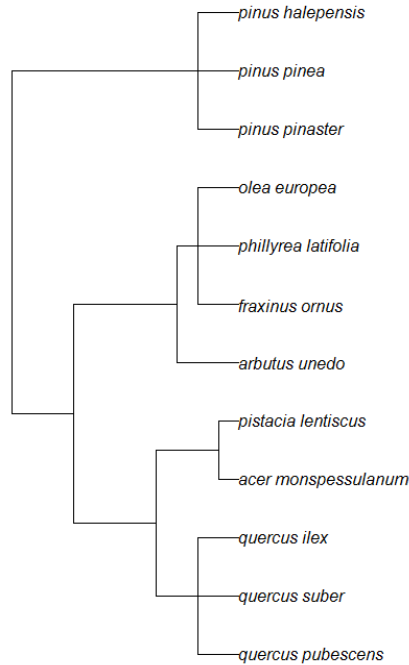 pinus halepensis
pinus pinea
pinus pinaster
olea europea
phillyrea latifolia
fraxinus ornus
arbutus unedo
pistacia lentiscus
acer monspessulanum
quercus ilex
quercus suber
quercus pubescens